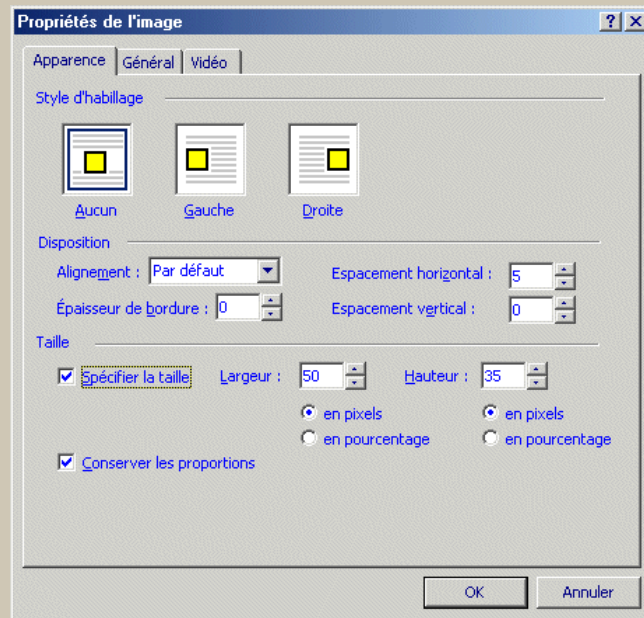 Propriétés de l'image
Apparence Général Vidéo
Style d'habillage
Aucun Gauche Droite
Disposition
Alignement : Par défaut Espacement horizontal : 5
Épaisseur de bordure : 0 Espacement vertical : 0
Taille
Spécifier la taille Largeur : 50 Hauteur : 35
en pixels en pixels
en pourcentage en pourcentage
Conserver les proportions
OK Annuler